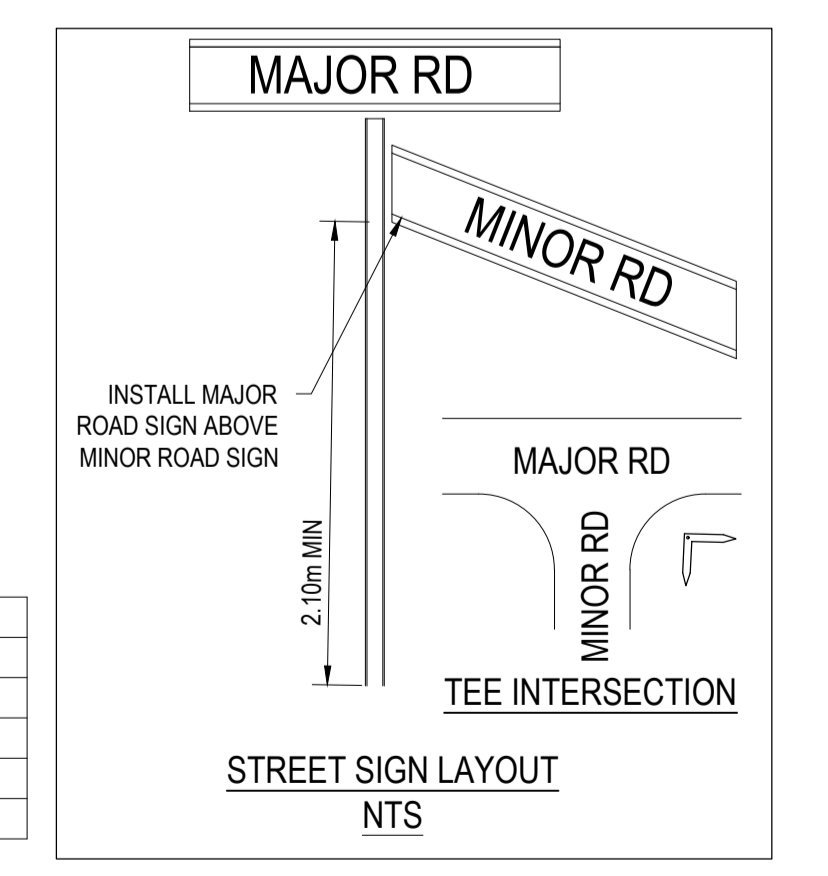 MAJOR RD
MINOR RD
INSTALL MAJOR
ROAD SIGN ABOVE
MINOR ROAD SIGN
2.10m MIN
MAJOR RD
MINOR RD
TEE INTERSECTION
STREET SIGN LAYOUT
NTS